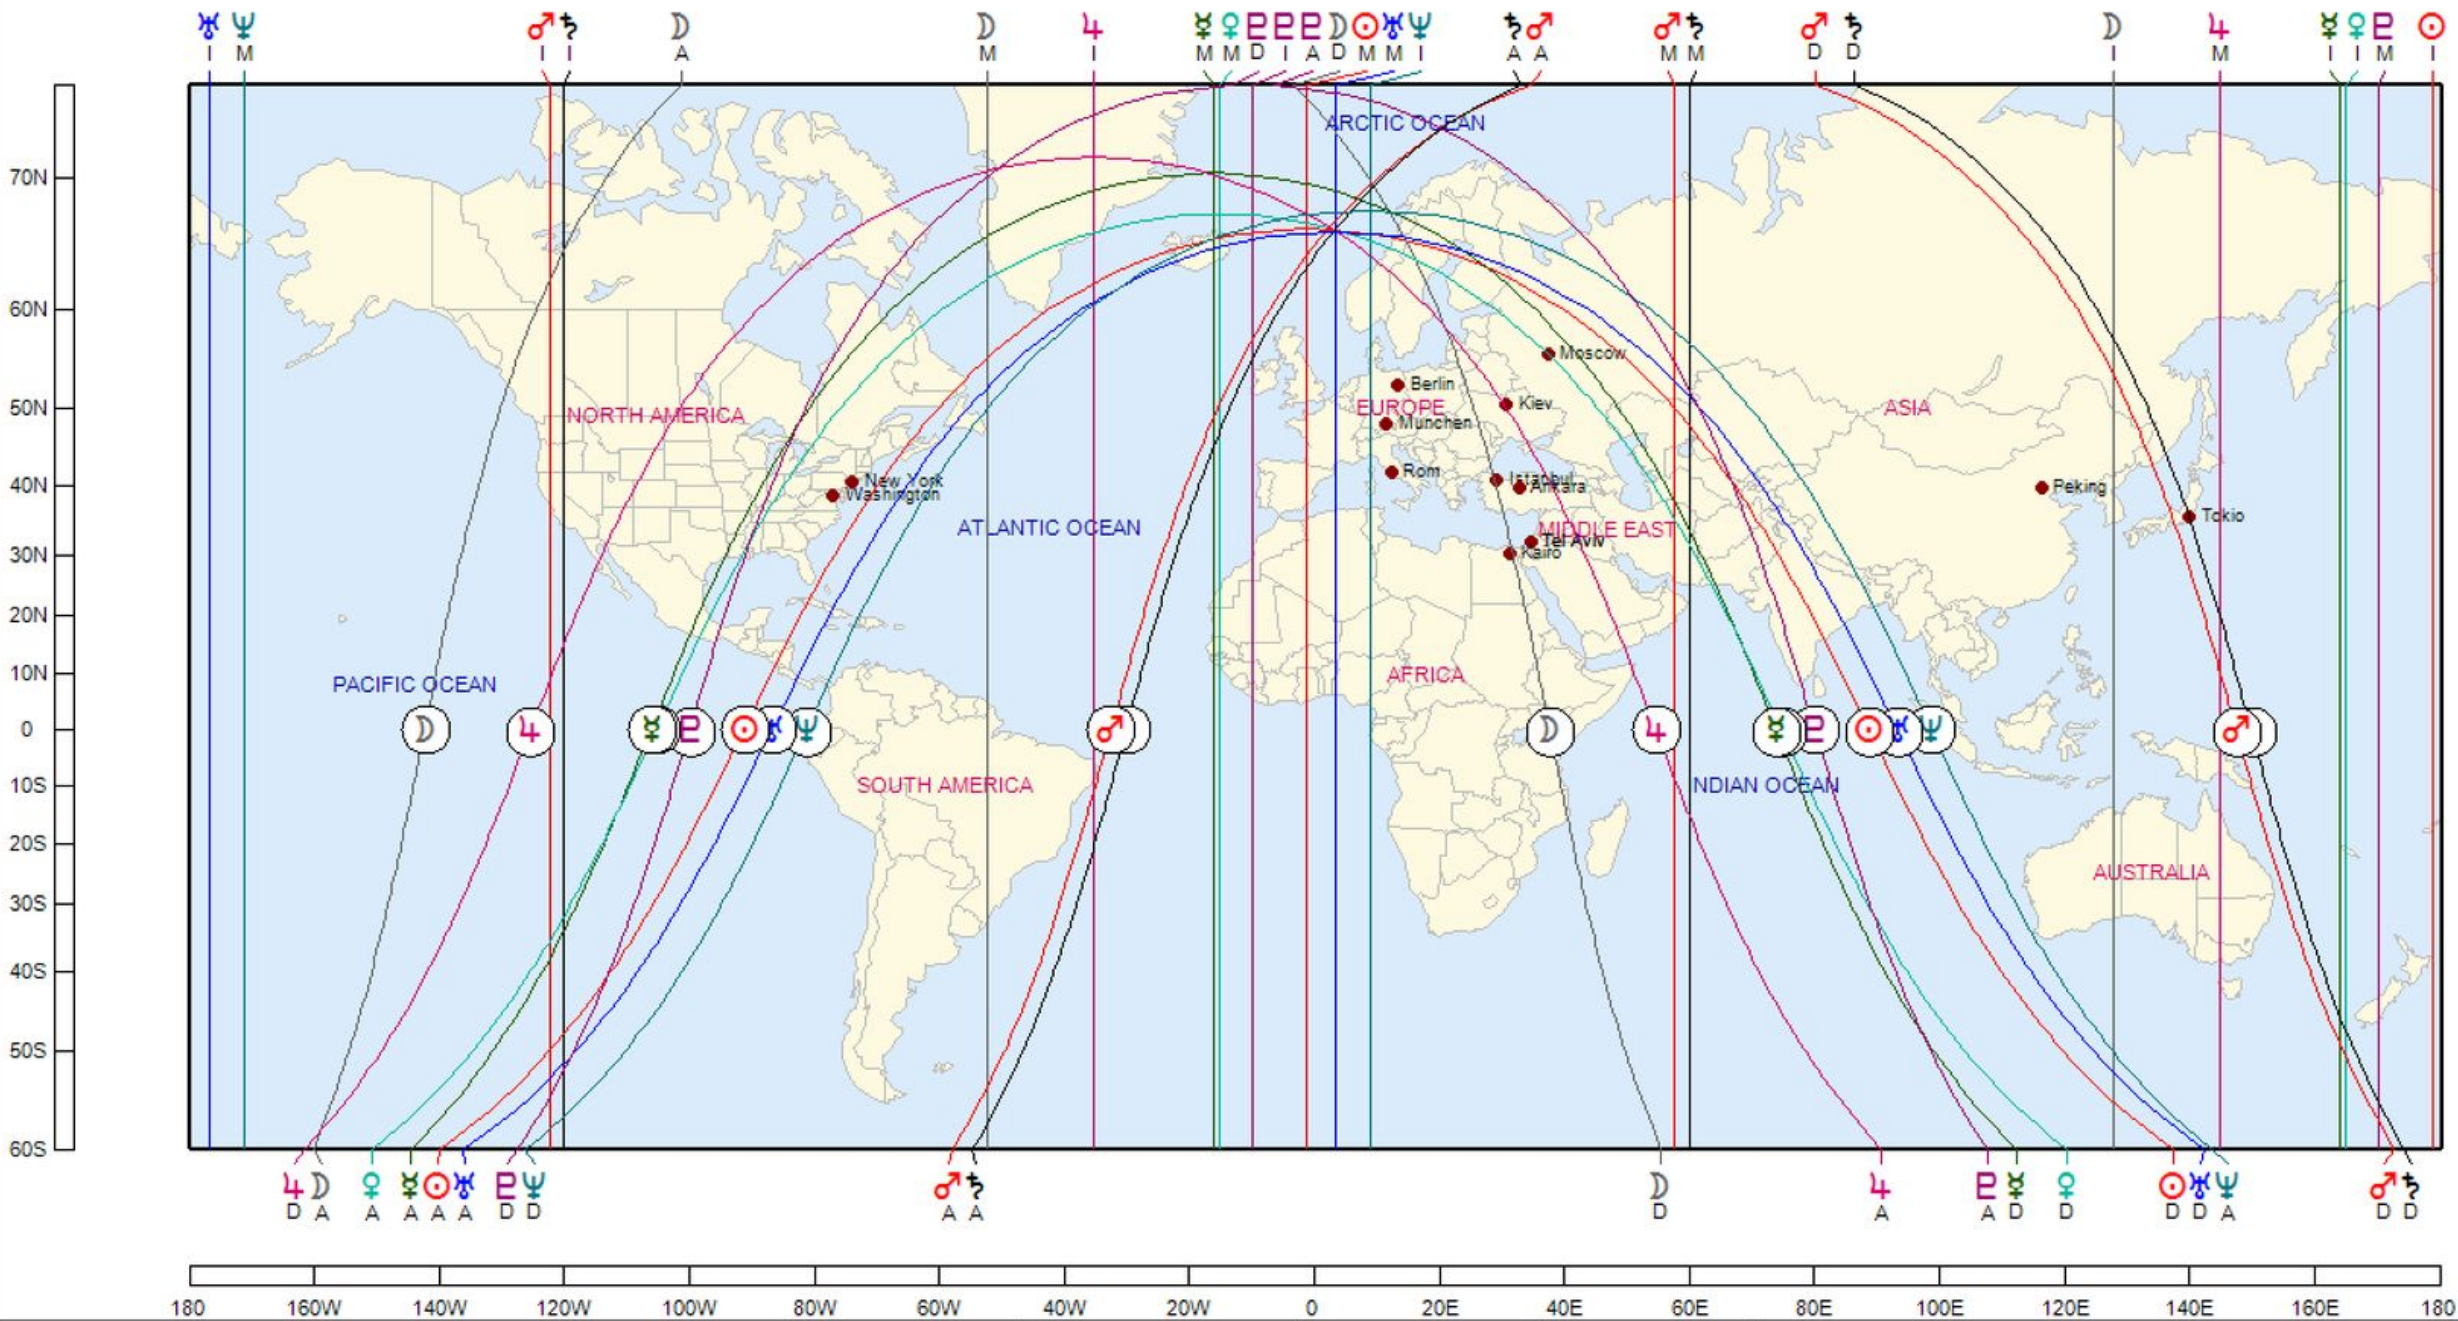 I M I I A M I M M D I A D M M I A A M M D D I M I I M I
ARCTIC OCEAN
70N
60N
Moscow
Berlin
50N
NORTH AMERICA
EUROPE
Kiev
ASIA
Munchen
Rom
40N
New York
Istanbul
Washington
Ankara
Peking
Tokio
ATLANTIC OCEAN
MIDDLE EAST
Tel Aviv
30N
Kairo
20N
10N
PACIFIC OCEAN
AFRICA
0
10S
SOUTH AMERICA
NDIAN OCEAN
20S
AUSTRALIA
30S
40S
50S
60S
D A A A A A D D A A D A A D D D D A D D
180 160W 140W 120W 100W 80W 60W 40W 20W 0 20E 40E 60E 80E 100E 120E 140E 160E 180